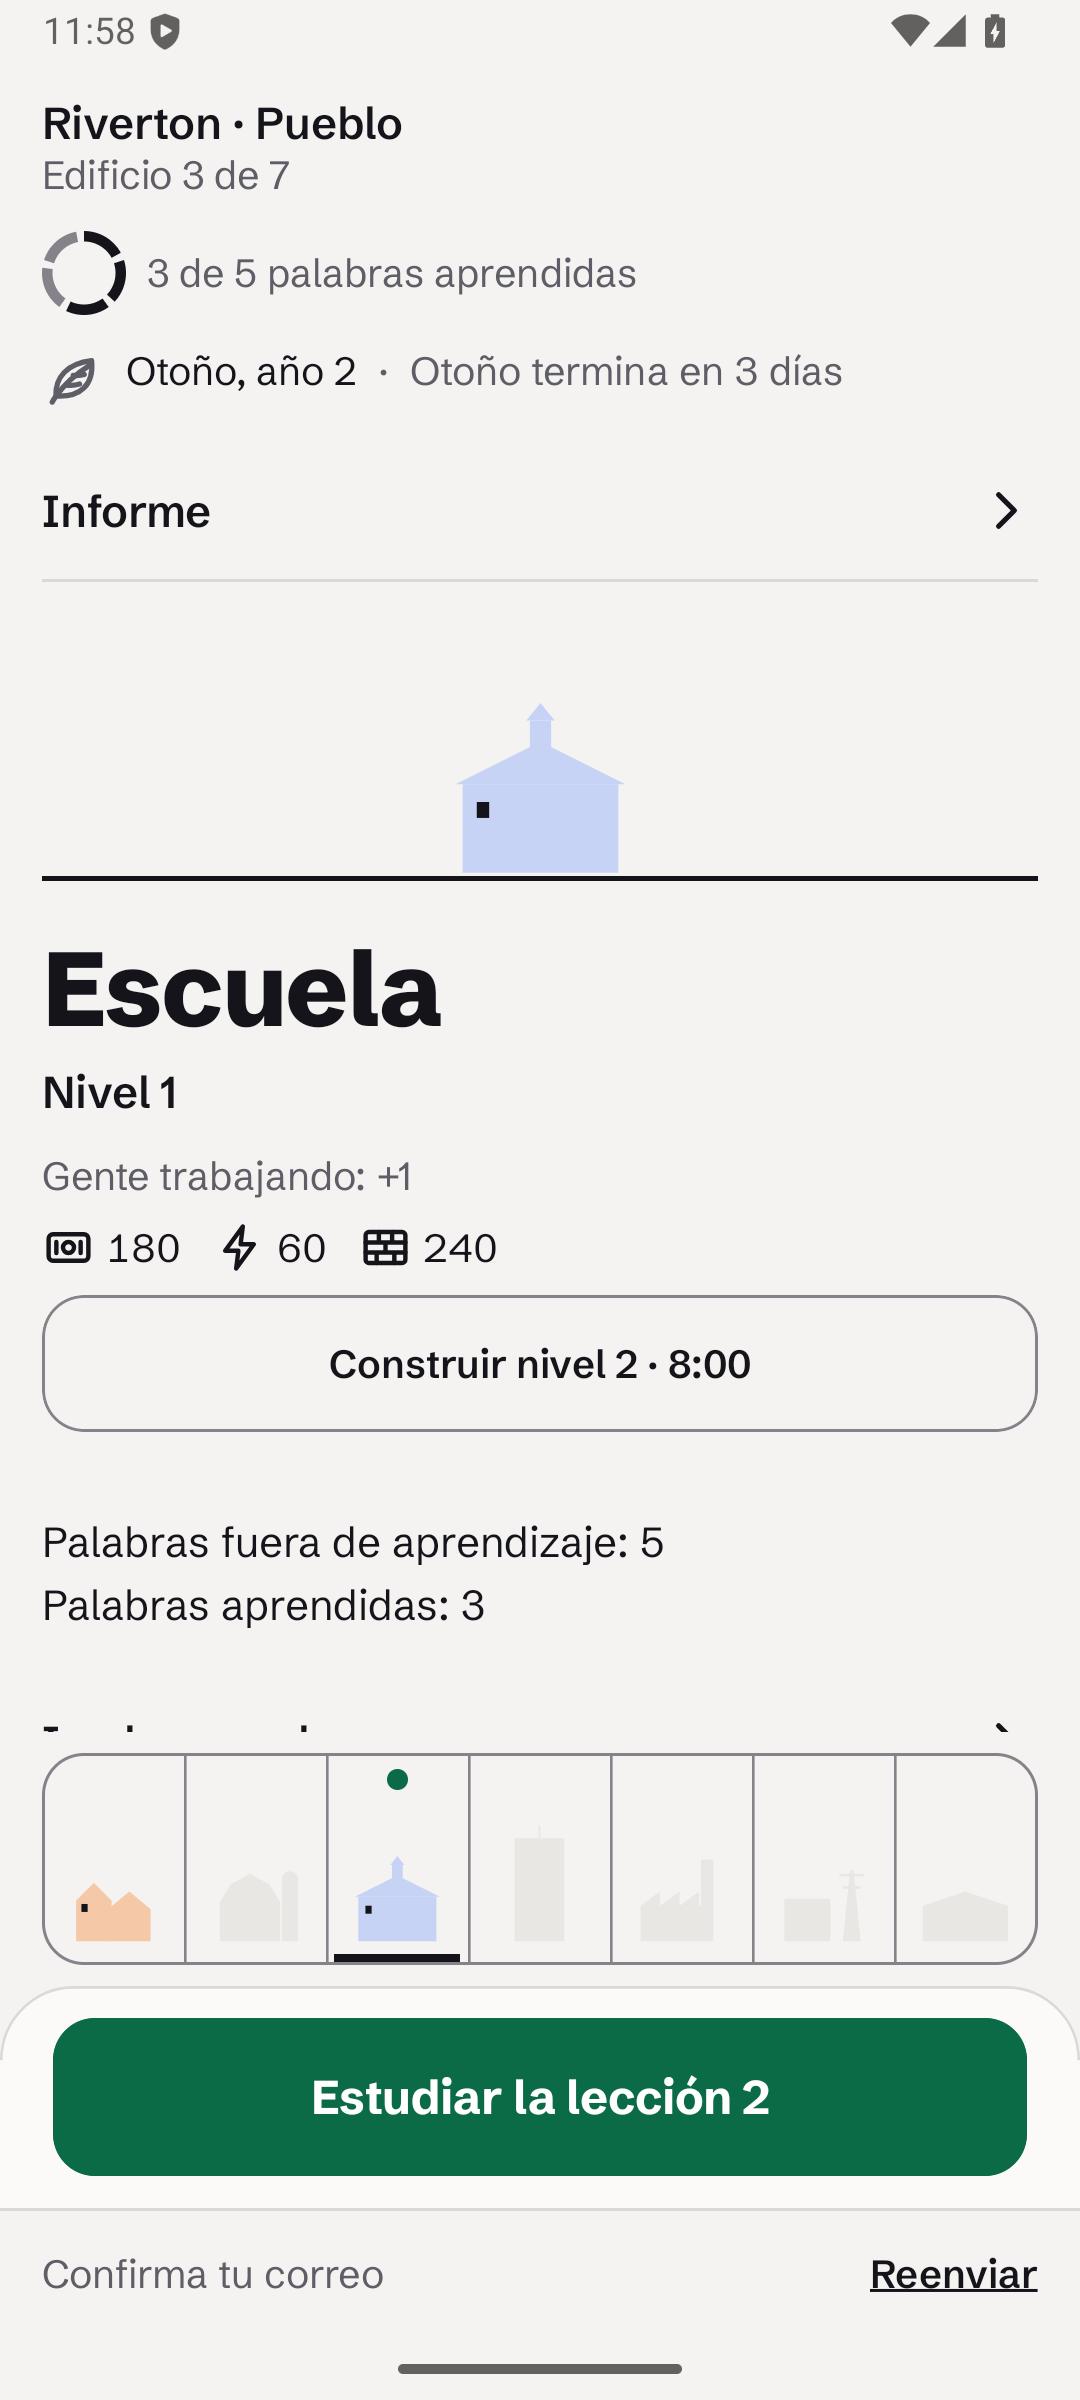 11:58
Riverton · Pueblo
Edificio 3 de 7
3 de 5 palabras aprendidas
Otoño, año 2 · Otoño termina en 3 días
Informe
Escuela
Nivel 1
Gente trabajando: +1
180 60 240
Construir nivel 2 · 8:00
Palabras fuera de aprendizaje: 5
Palabras aprendidas: 3
Estudiar la lección 2
Confirma tu correo Reenviar